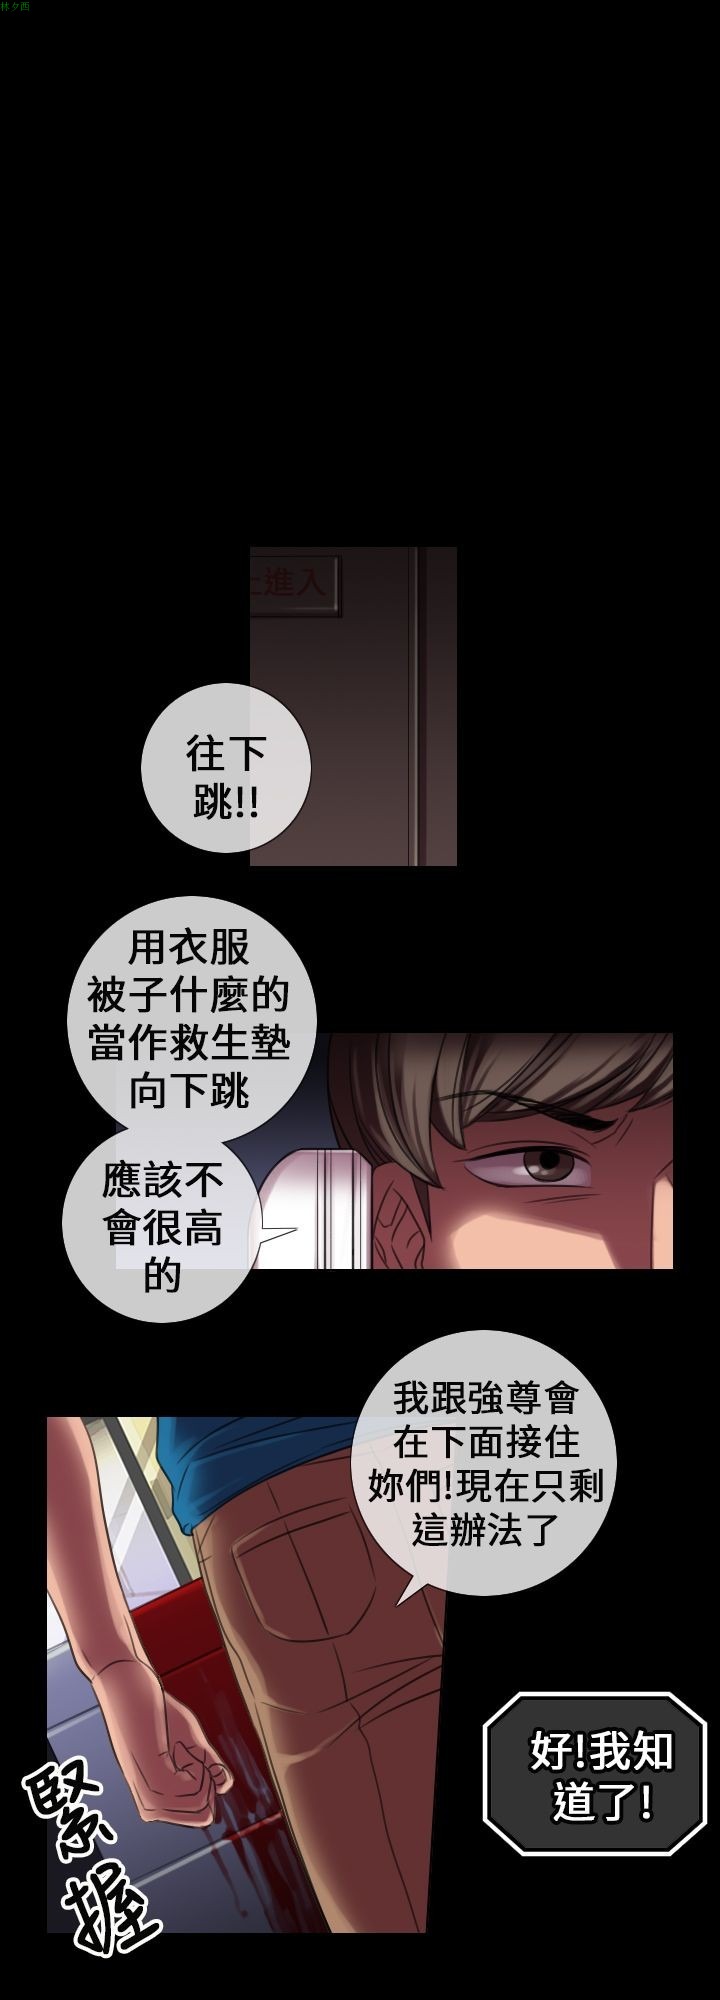 林夕西
止進入
往下
跳!!
用衣服
被子什麼的
當作救生墊
向下跳
應該不
會很高
的
我跟強尊會
在下面接住
妳們!現在只剩
這辦法了
好!我知
道了!
緊
握